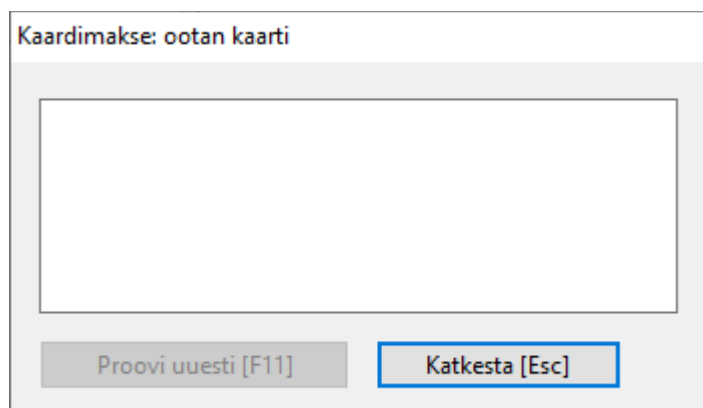 Kaardimakse: ootan kaarti
Proovi uuesti [F11]
Katkesta [Esc]